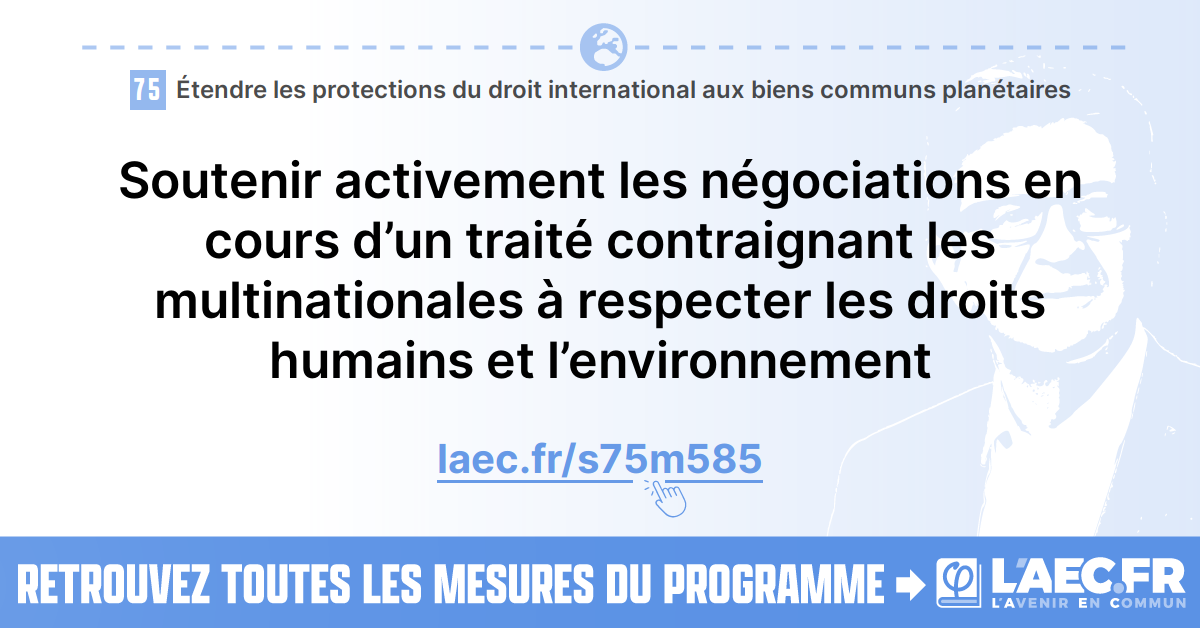 75 Étendre les protections du droit international aux biens communs planétaires
Soutenir activement les négociations en
cours d’un traité contraignant les
multinationales à respecter les droits
humains et l’environnement
laec.fr/s75m585
RETROUVEZ TOUTES LES MESURES DU PROGRAMME
L'AEC.FR
L'AVENIR EN COMMUN